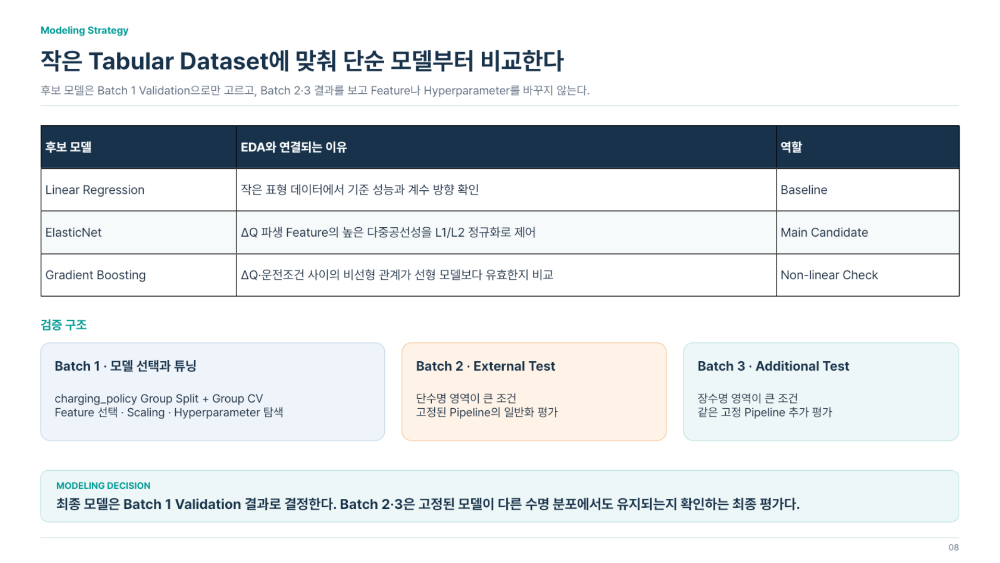 Modeling Strategy
작은 Tabular Dataset에 맞춰 단순 모델부터 비교한다
후보 모델은 Batch 1 Validation으로만 고르고, Batch 2·3 결과를 보고 Feature나 Hyperparameter를 바꾸지 않는다.
후보 모델 EDA와 연결되는 이유 역할
Linear Regression 작은 표형 데이터에서 기준 성능과 계수 방향 확인 Baseline
ElasticNet ΔQ 파생 Feature의 높은 다중공선성을 L1/L2 정규화로 제어 Main Candidate
Gradient Boosting ΔQ·운전조건 사이의 비선형 관계가 선형 모델보다 유효한지 비교 Non-linear Check
검증 구조
Batch 1 · 모델 선택과 튜닝
charging_policy Group Split + Group CV
Feature 선택 · Scaling · Hyperparameter 탐색
Batch 2 · External Test
단수명 영역이 큰 조건
고정된 Pipeline의 일반화 평가
Batch 3 · Additional Test
장수명 영역이 큰 조건
같은 고정 Pipeline 추가 평가
MODELING DECISION
최종 모델은 Batch 1 Validation 결과로 결정한다. Batch 2·3은 고정된 모델이 다른 수명 분포에서도 유지되는지 확인하는 최종 평가다.
08